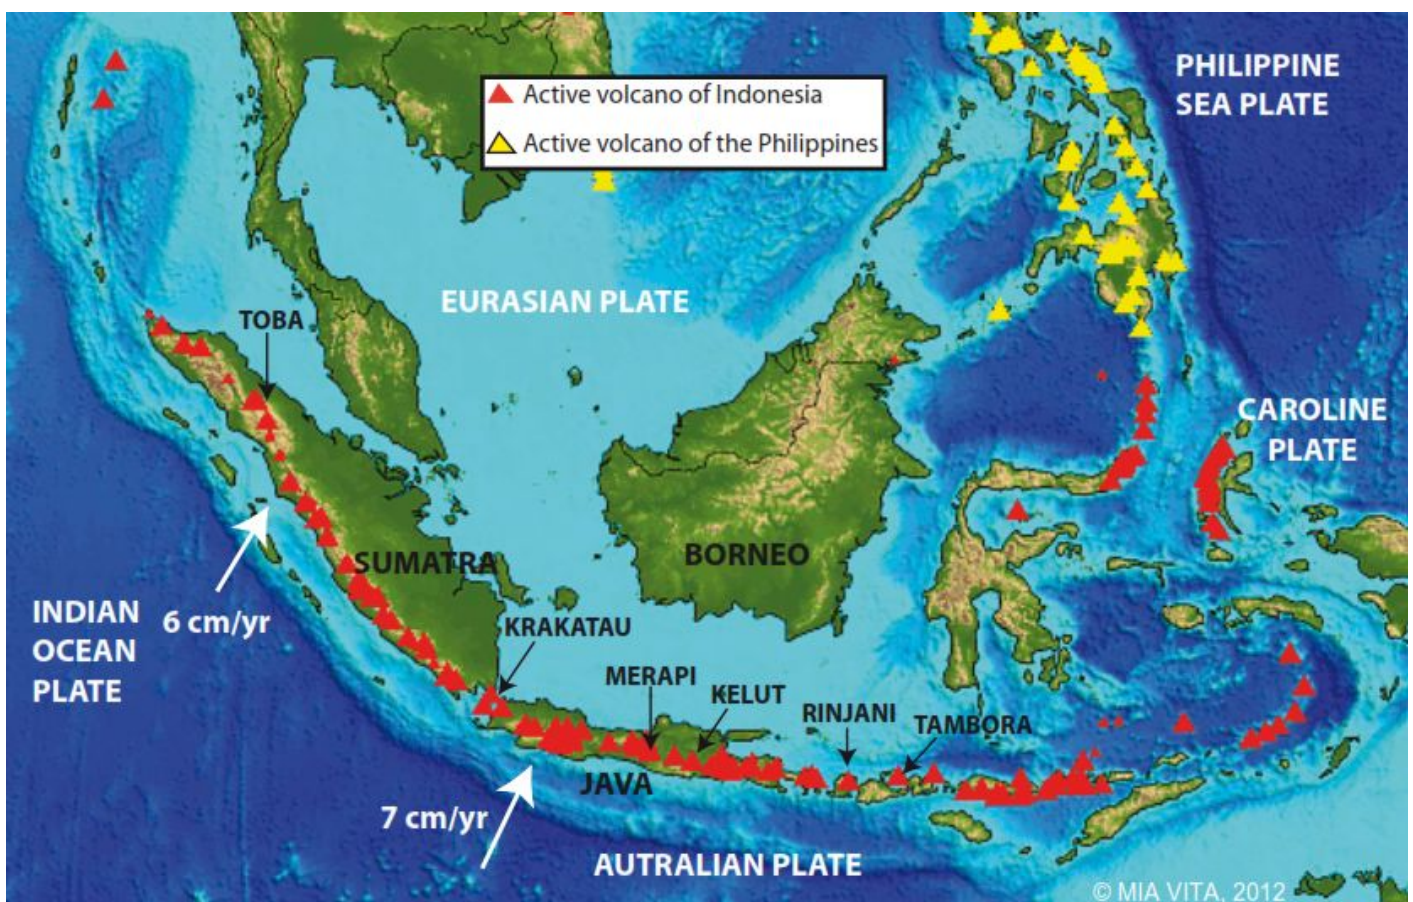 PHILIPPINE
SEA PLATE
Active volcano of Indonesia
Active volcano of the Philippines
EURASIAN PLATE
TOBA
CAROLINE
PLATE
SUMATRA
BORNEO
INDIAN
OCEAN
PLATE
6 cm/yr
KRAKATAU
MERAPI
KELUT
RINJANI
TAMBORA
JAVA
7 cm/yr
AUTRALIAN PLATE
© MIA VITA, 2012